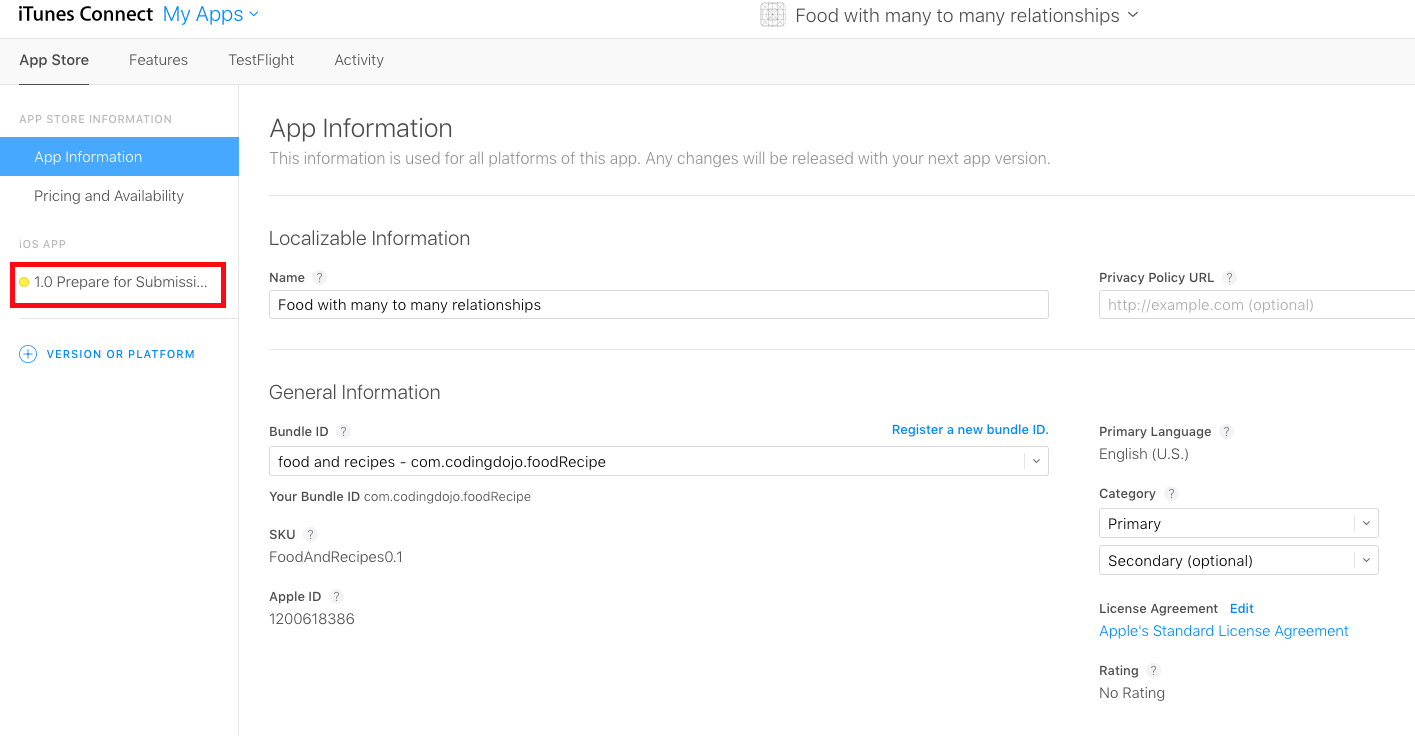 iTunes Connect My Apps
Food with many to many relationships
App Store Features TestFlight Activity
APP STORE INFORMATION
App Information
Pricing and Availability
iOS APP
1.0 Prepare for Submissi...
VERSION OR PLATFORM
App Information
This information is used for all platforms of this app. Any changes will be released with your next app version.
Localizable Information
Name ?
Food with many to many relationships
Privacy Policy URL ?
http://example.com (optional)
General Information
Bundle ID ? Register a new bundle ID.
food and recipes - com.codingdojo.foodRecipe
Your Bundle ID com.codingdojo.foodRecipe
SKU ?
FoodAndRecipes0.1
Apple ID ?
1200618386
Primary Language ?
English (U.S.)
Category ?
Primary
Secondary (optional)
License Agreement Edit
Apple's Standard License Agreement
Rating ?
No Rating